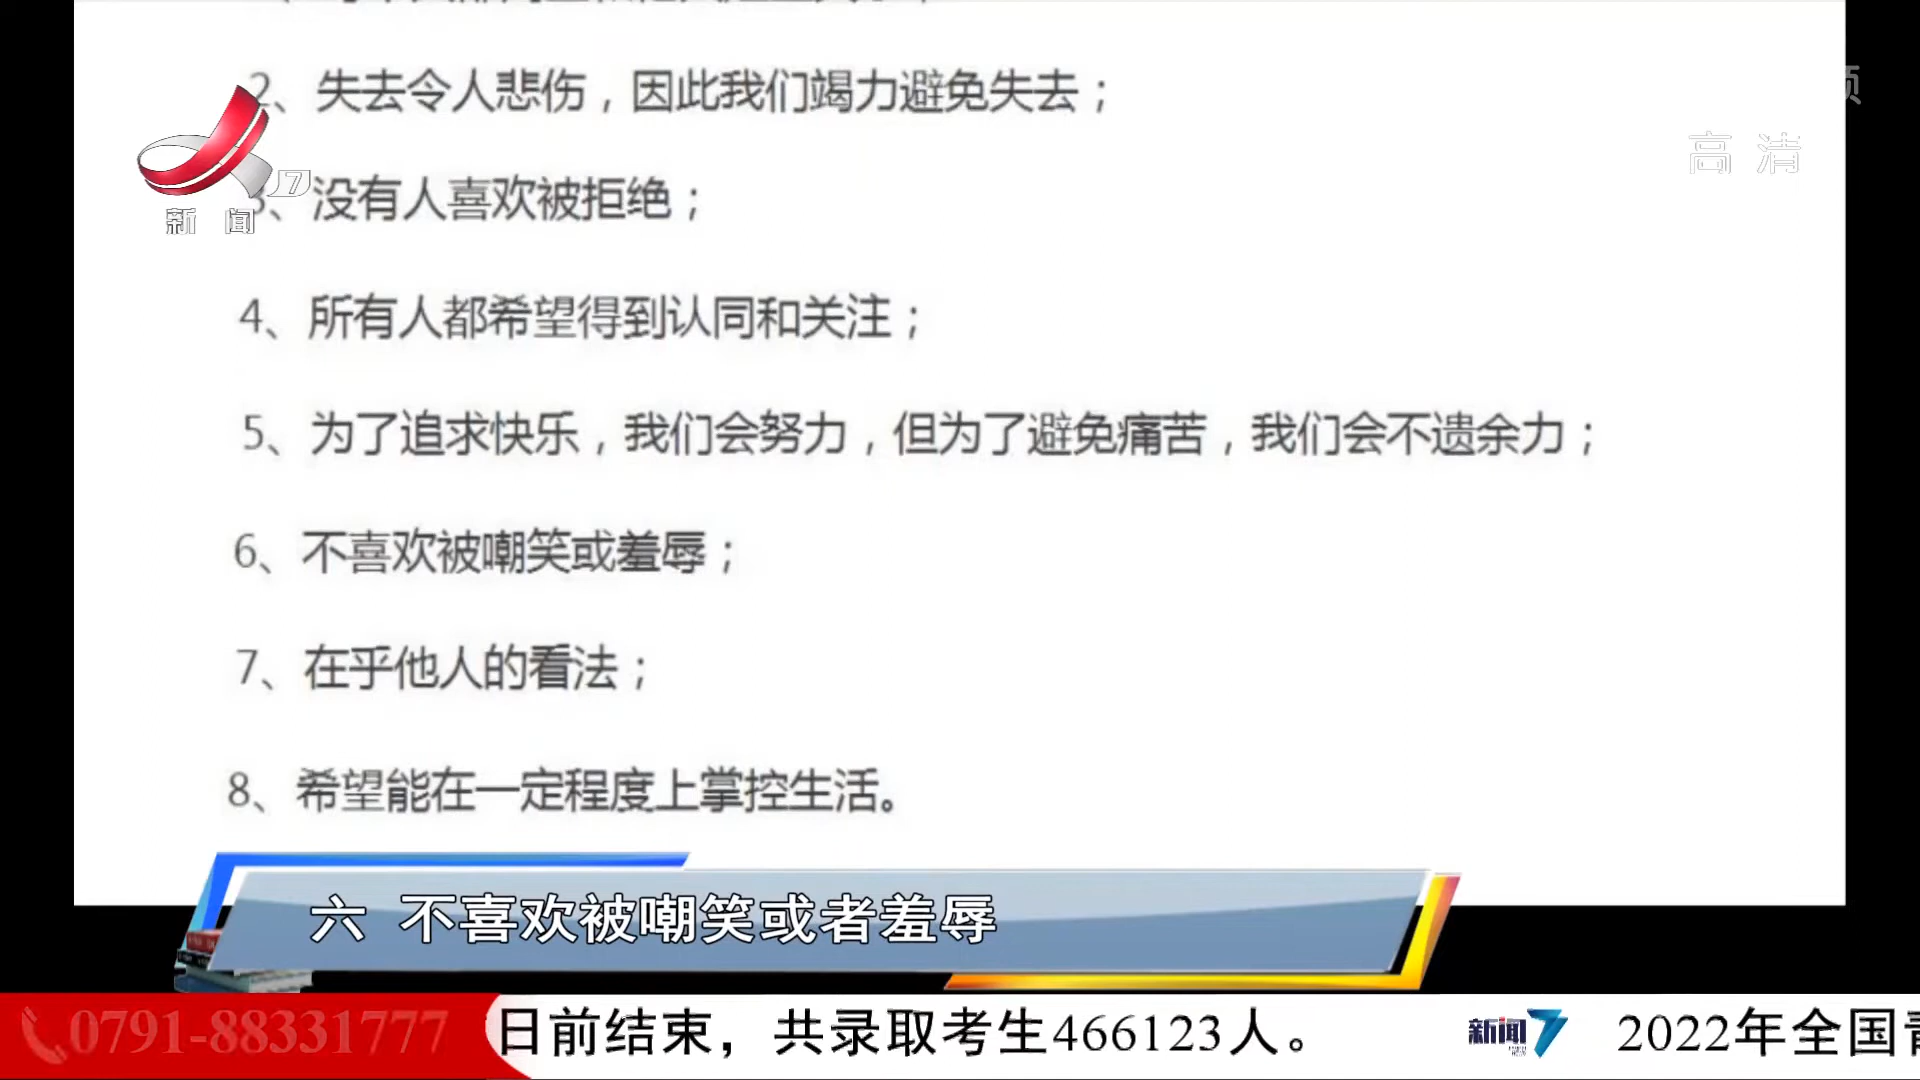 2、失去令人悲伤，因此我们竭力避免失去；
高清
3、没有人喜欢被拒绝；
新闻
4、所有人都希望得到认同和关注；
5、为了追求快乐，我们会努力，但为了避免痛苦，我们会不遗余力；
6、不喜欢被嘲笑或羞辱；
7、在乎他人的看法；
8、希望能在一定程度上掌控生活。
六 不喜欢被嘲笑或者羞辱
0791-88331777
日前结束，共录取考生466123人。
新闻7
2022年全国